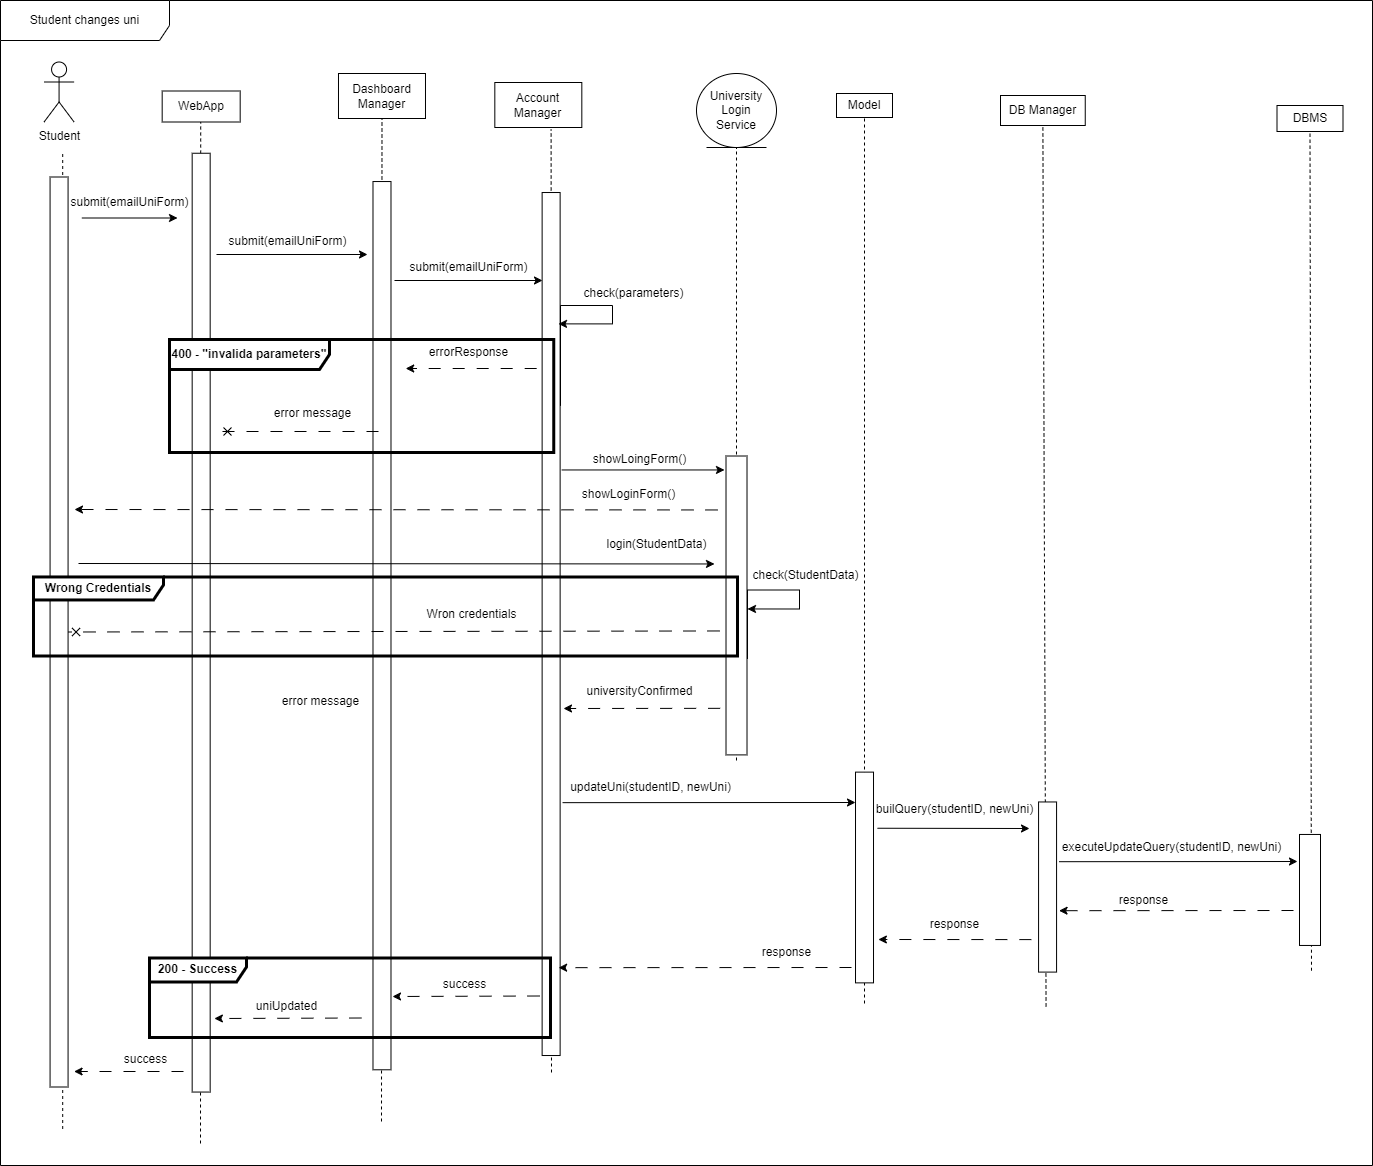 Student changes uni
Student
WebApp
Dashboard
Manager
Account
Manager
University
Login
Service
Model
DB Manager
DBMS
submit(emailUniForm)
submit(emailUniForm)
submit(emailUniForm)
check(parameters)
400 - "invalida parameters"
errorResponse
error message
showLoingForm()
showLoginForm()
login(StudentData)
check(StudentData)
Wrong Credentials
Wron credentials
universityConfirmed
error message
updateUni(studentID, newUni)
builQuery(studentID, newUni)
executeUpdateQuery(studentID, newUni)
response
response
response
200 - Success
success
uniUpdated
success